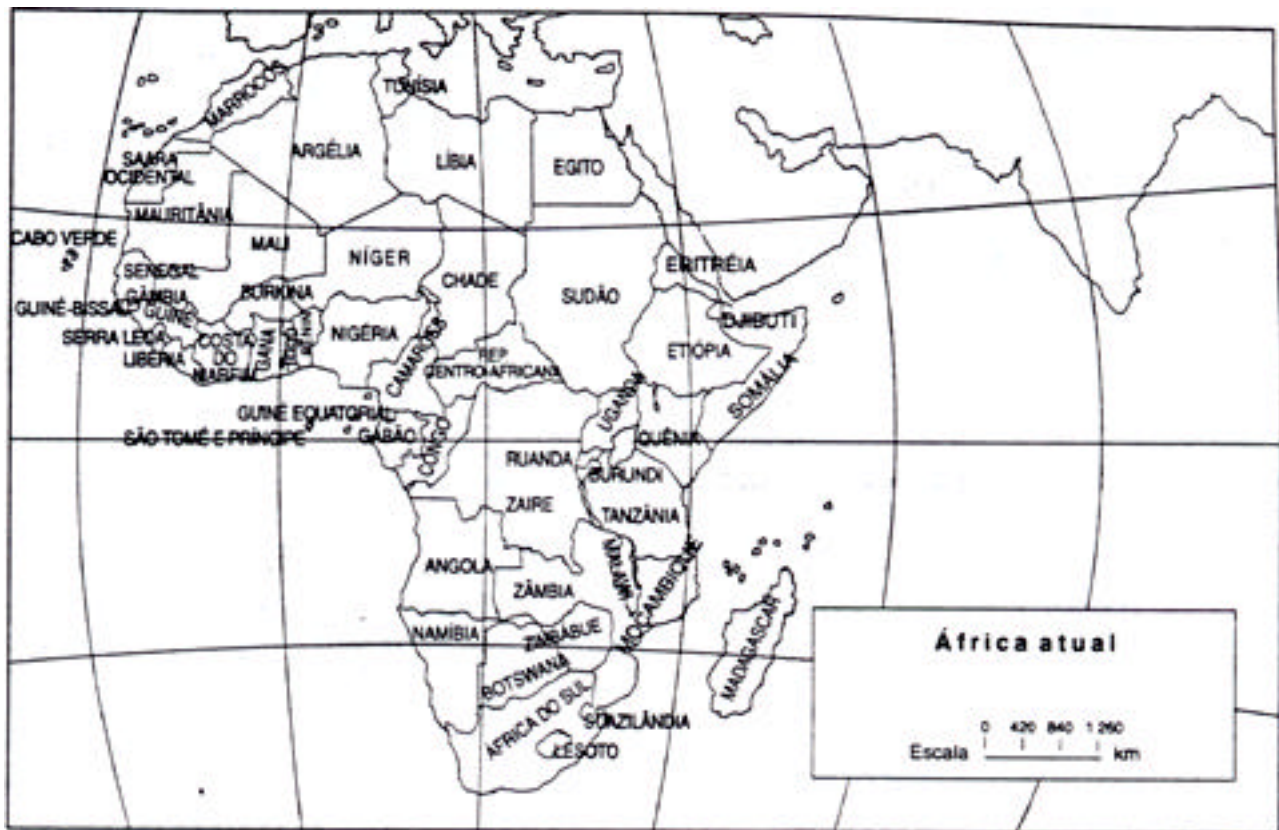 MARROCOS
TUNÍSIA
ARGÉLIA
LÍBIA
EGITO
SAARA
OCIDENTAL
MAURITÂNIA
CABO VERDE
MALI
NÍGER
CHADE
SUDÃO
ERITRÉIA
SENEGAL
GÂMBIA
GUINÉ-BISSAU
GUINÉ
BURKINA
SERRA LEOA
LIBÉRIA
COSTA
DO
MARFIM
GANA
TOGO
BENIN
NIGÉRIA
CAMARÕES
REP
CENTRO-AFRICANA
ETIÓPIA
DJIBUTI
SOMÁLIA
UGANDA
QUÊNIA
GUINÉ EQUATORIAL
SÃO TOMÉ E PRÍNCIPE
GABÃO
CONGO
RUANDA
BURUNDI
ZAIRE
TANZÂNIA
ANGOLA
ZÂMBIA
MALAWI
MOÇAMBIQUE
NAMÍBIA
ZIMBÁBUE
BOTSWANA
MADAGASCAR
ÁFRICA DO SUL
SUAZILÂNDIA
LESOTO
África atual
0 420 840 1 260
Escala km